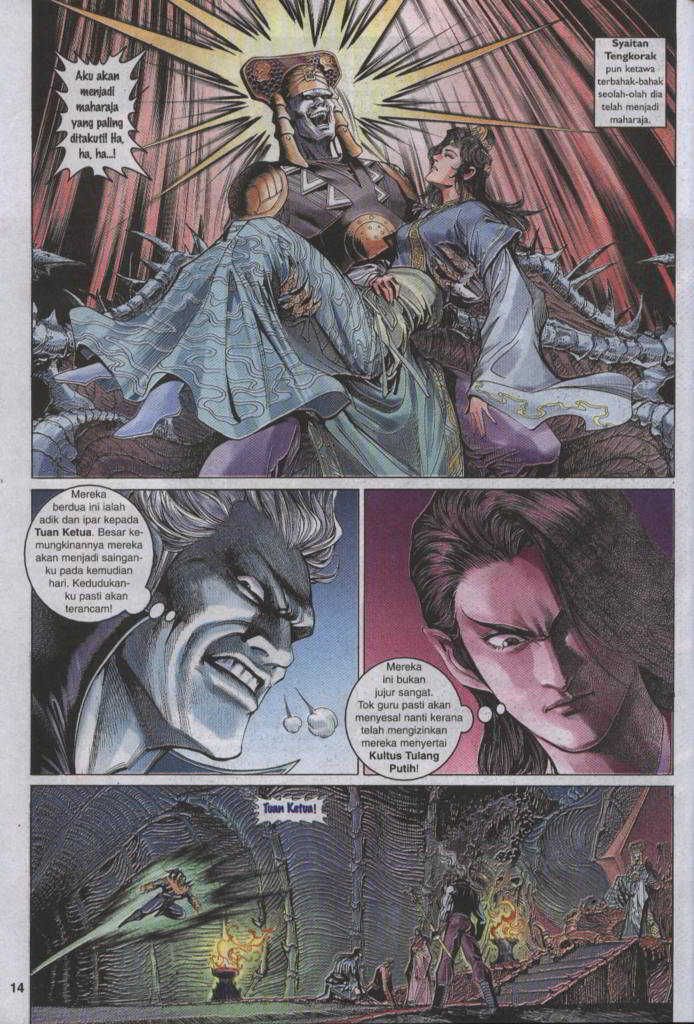 Aku akan
menjadi
maharaja
yang paling
ditakuti! Ha,
ha, ha...!
Syaitan
Tengkorak
pun ketawa
terbahak-bahak
seolah-olah dia
telah menjadi
maharaja.
Mereka
berdua ini ialah
adik dan ipar kepada
Tuan Ketua. Besar ke-
mungkinannya mereka
akan menjadi saingan-
ku pada kemudian
hari. Kedudukan-
ku pasti akan
terancam!
Mereka
ini bukan
jujur sangat.
Tok guru pasti akan
menyesal nanti kerana
telah mengizinkan
mereka menyertai
Kultus Tulang
Putih!
Tuan Ketua!
14